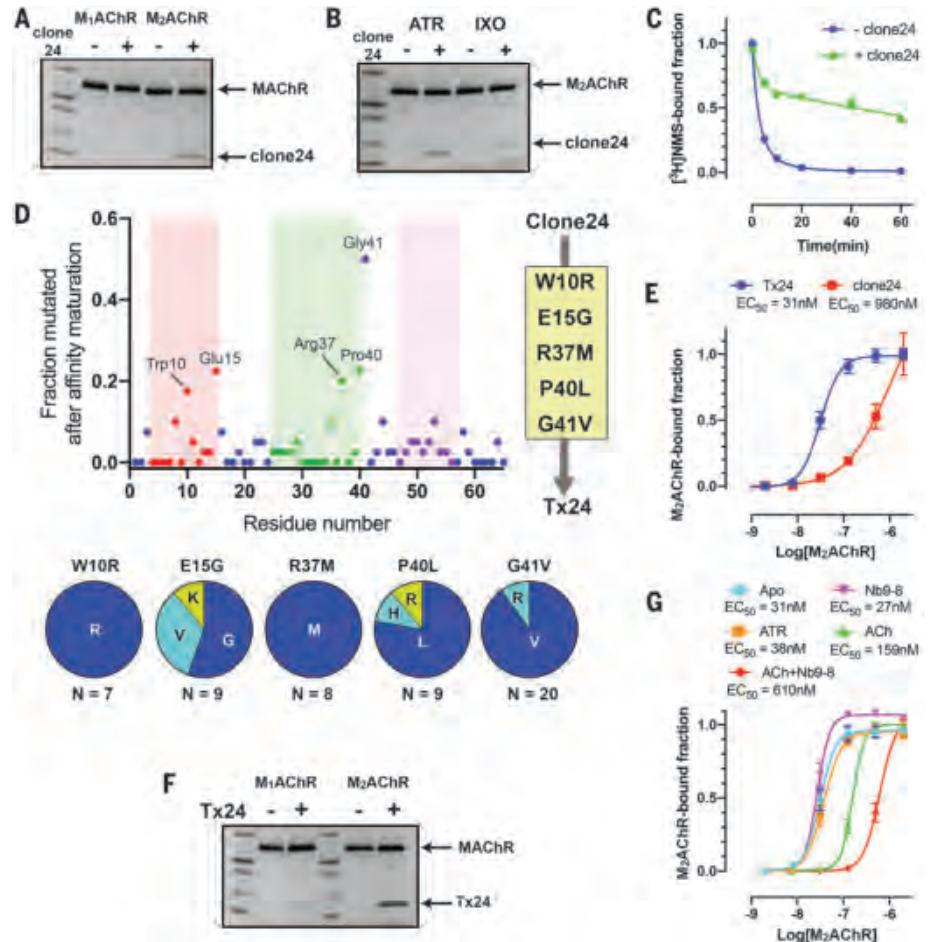 A
M₁AChR M₂AChR
clone
24 - + - +
MAChR
clone24
B
ATR IXO
clone
24 - + - +
M₂AChR
clone24
C
- clone24
+ clone24
[³H]NMS-bound fraction
1.0
0.5
0.0
0 20 40 60
Time(min)
D
Fraction mutated
after affinity maturation
0.6
0.4
0.2
0.0
Gly41
Trp10
Glu15
Arg37
Pro40
0 10 20 30 40 50 60
Residue number
Clone24
W10R
E15G
R37M
P40L
G41V
Tx24
W10R E15G R37M P40L G41V
R
K
V
G
M
R
H
L
R
V
N = 7 N = 9 N = 8 N = 9 N = 20
E
Tx24 clone24
EC₅₀ = 31nM EC₅₀ = 980nM
M₂AChR-bound fraction
1.0
0.5
0.0
-9 -8 -7 -6
Log[M₂AChR]
F
M₁AChR M₂AChR
Tx24 - + - +
MAChR
Tx24
G
Apo Nb9-8
EC₅₀ = 31nM EC₅₀ = 27nM
ATR ACh
EC₅₀ = 38nM EC₅₀ = 159nM
ACh+Nb9-8
EC₅₀ = 610nM
M₂AChR-bound fraction
1.0
0.5
0.0
-9 -8 -7 -6
Log[M₂AChR]